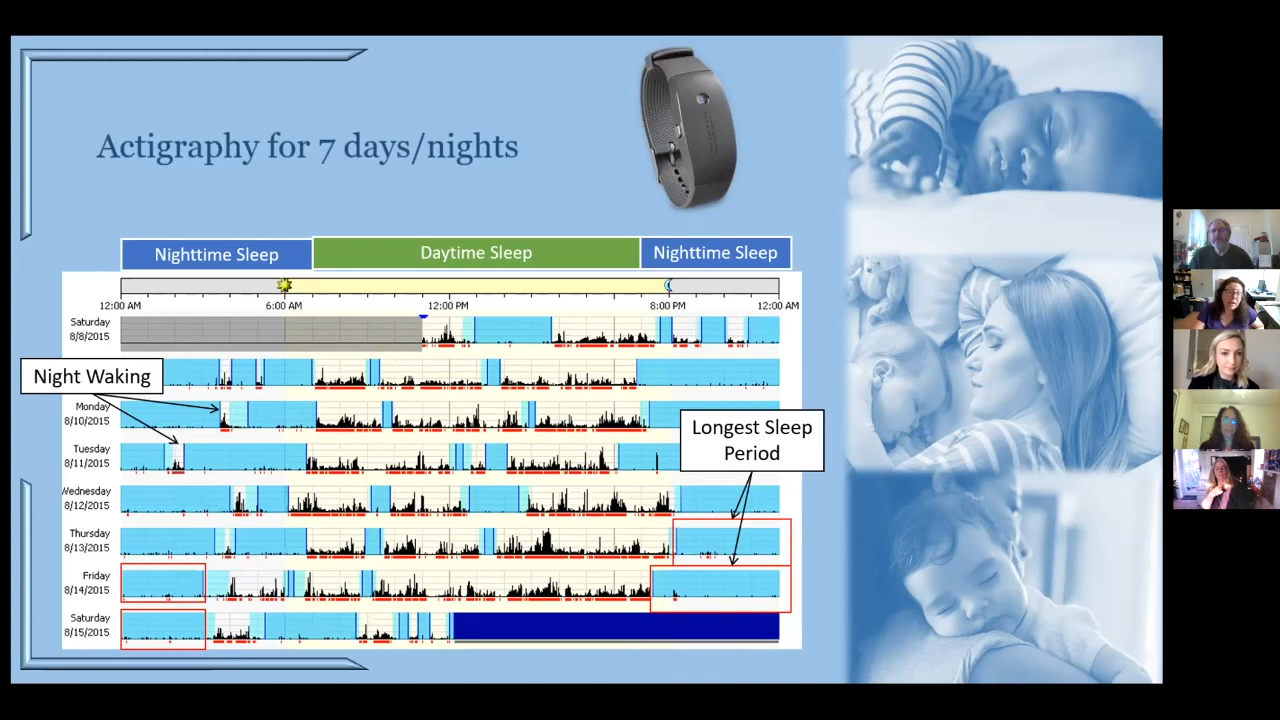 Actigraphy for 7 days/nights
Nighttime Sleep
Daytime Sleep
Nighttime Sleep
12:00 AM
6:00 AM
12:00 PM
8:00 PM
12:00 AM
Saturday
8/8/2015
Night Waking
Monday
8/10/2015
Longest Sleep
Period
Tuesday
8/11/2015
Wednesday
8/12/2015
Thursday
8/13/2015
Friday
8/14/2015
Saturday
8/15/2015